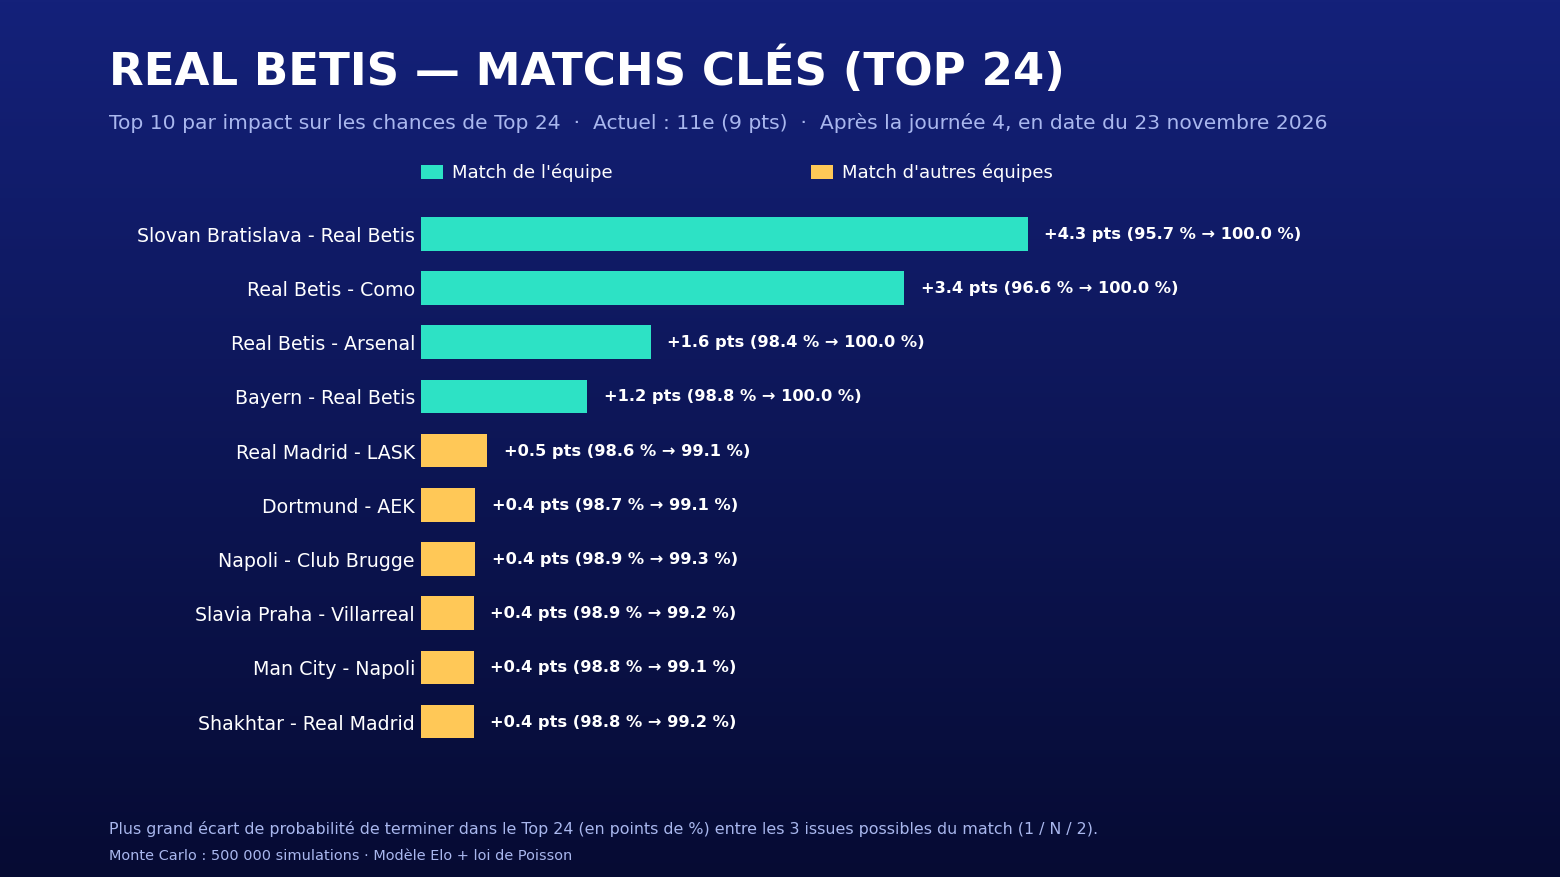 REAL BETIS — MATCHS CLÉS (TOP 24)
Top 10 par impact sur les chances de Top 24 · Actuel : 11e (9 pts) · Après la journée 4, en date du 23 novembre 2026
Match de l'équipe Match d'autres équipes
Slovan Bratislava - Real Betis +4.3 pts (95.7 % → 100.0 %)
Real Betis - Como +3.4 pts (96.6 % → 100.0 %)
Real Betis - Arsenal +1.6 pts (98.4 % → 100.0 %)
Bayern - Real Betis +1.2 pts (98.8 % → 100.0 %)
Real Madrid - LASK +0.5 pts (98.6 % → 99.1 %)
Dortmund - AEK +0.4 pts (98.7 % → 99.1 %)
Napoli - Club Brugge +0.4 pts (98.9 % → 99.3 %)
Slavia Praha - Villarreal +0.4 pts (98.9 % → 99.2 %)
Man City - Napoli +0.4 pts (98.8 % → 99.1 %)
Shakhtar - Real Madrid +0.4 pts (98.8 % → 99.2 %)
Plus grand écart de probabilité de terminer dans le Top 24 (en points de %) entre les 3 issues possibles du match (1 / N / 2).
Monte Carlo : 500 000 simulations · Modèle Elo + loi de Poisson